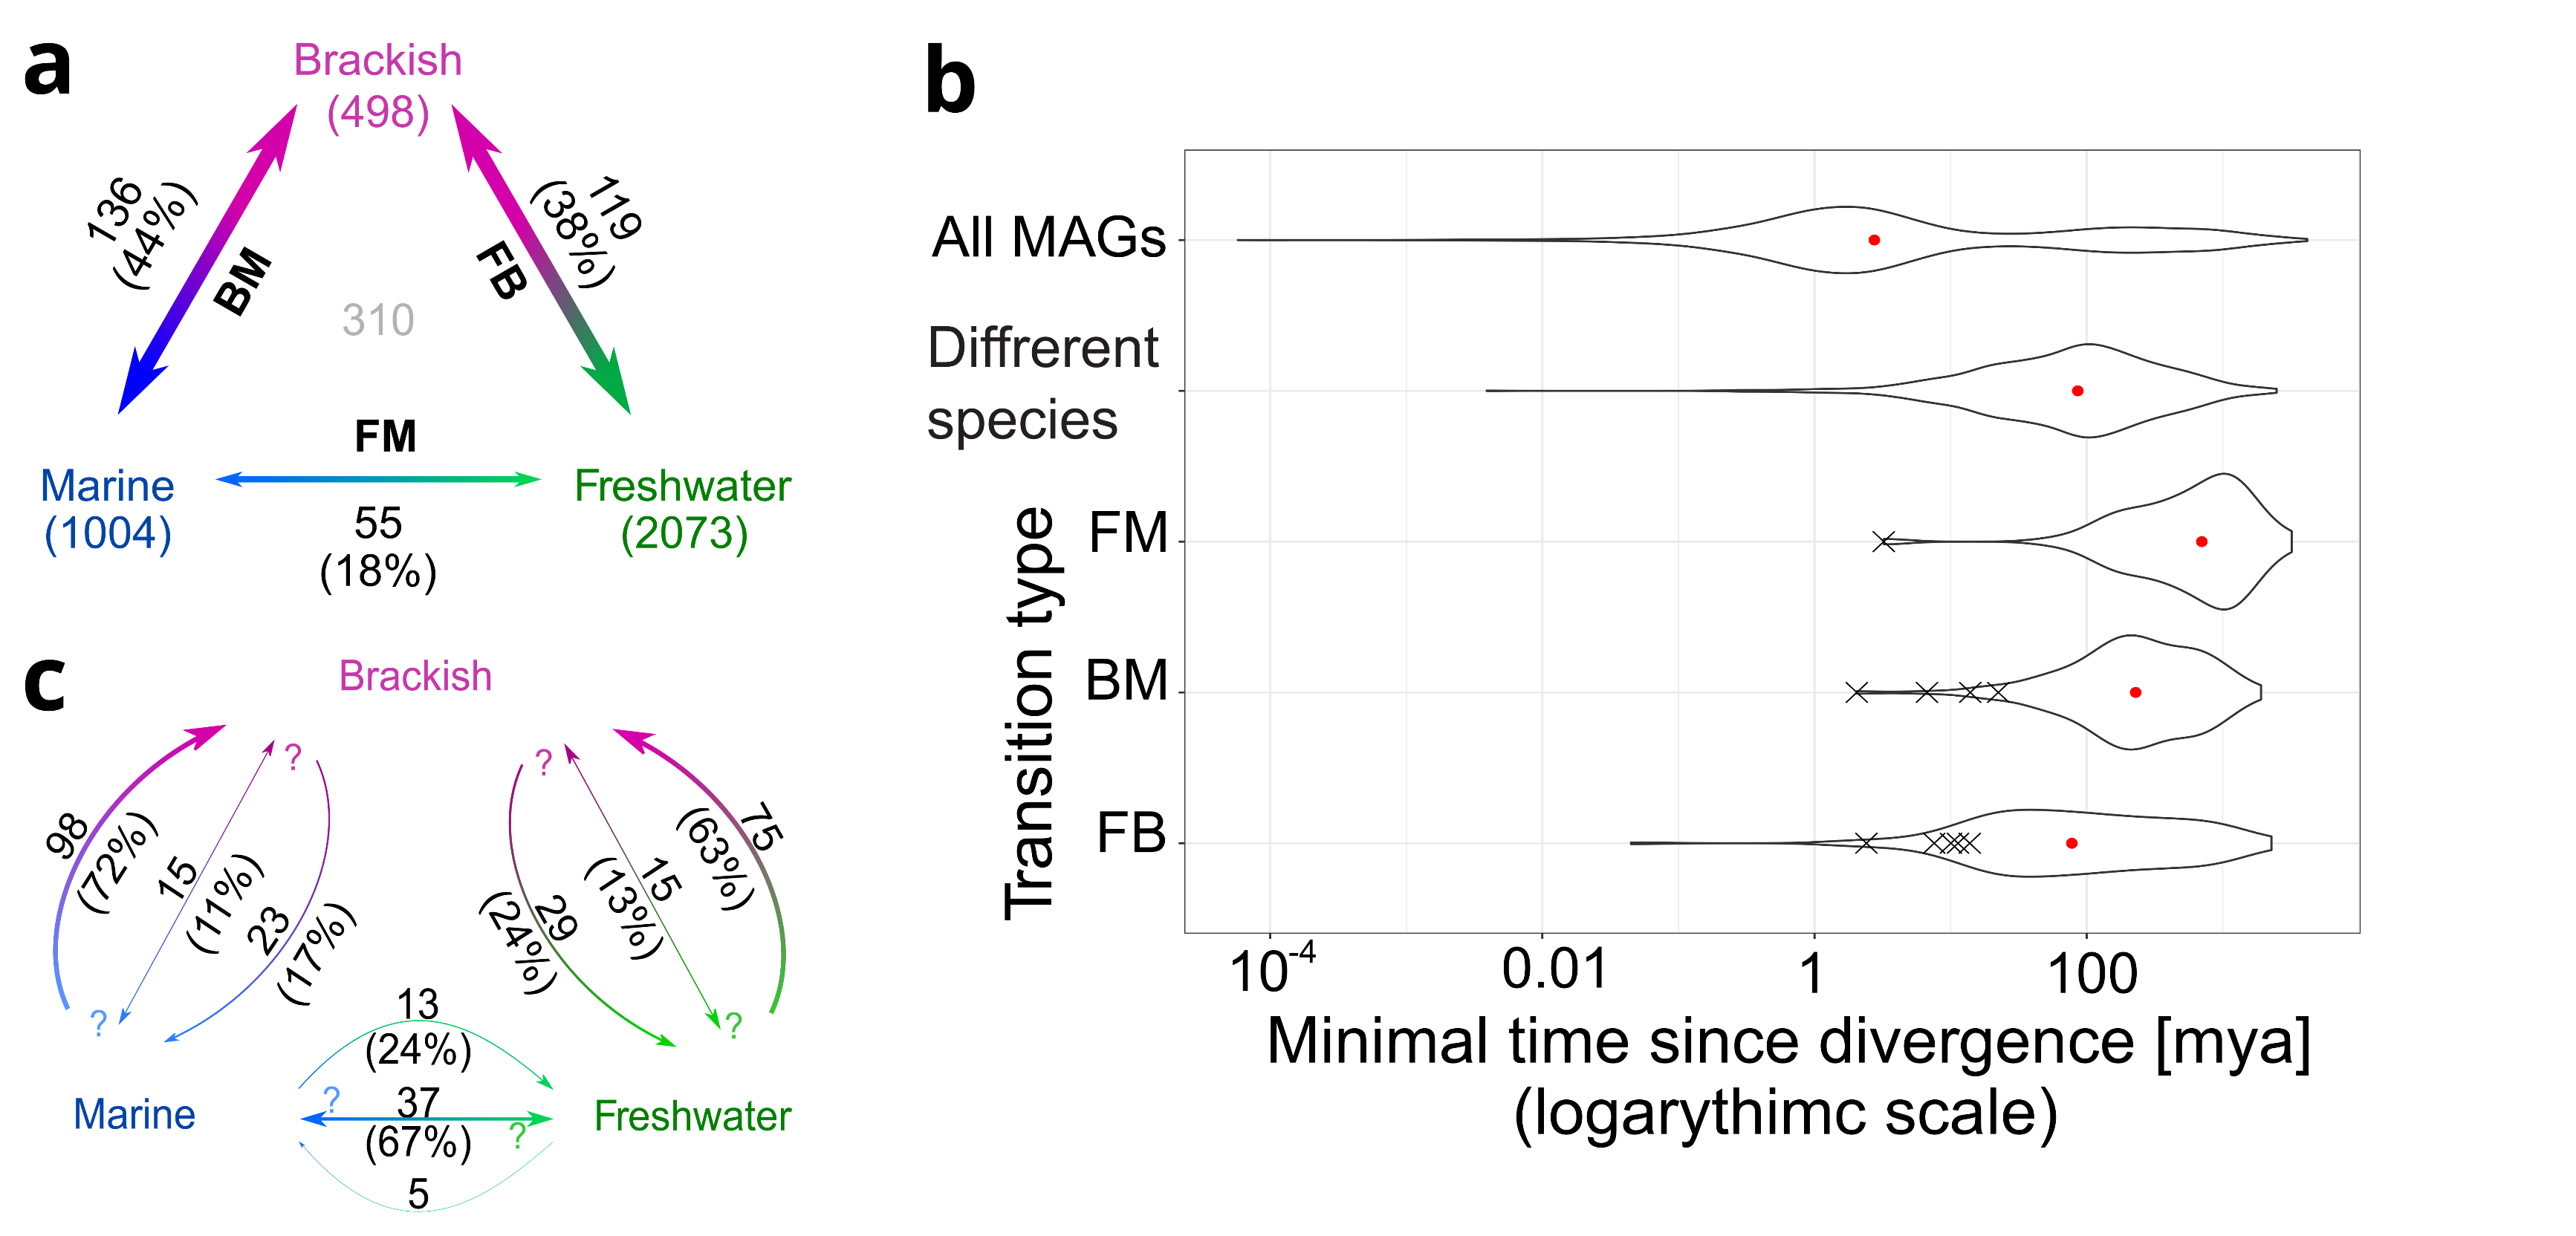 a
Brackish
(498)
136
(44%)
BM
119
(38%)
FB
310
FM
Marine
(1004)
55
(18%)
Freshwater
(2073)
b
All MAGs
Diffrerent
species
Transition type
FM
BM
FB
10-4
0.01
1
100
Minimal time since divergence [mya]
(logarythimc scale)
c
Brackish
?
?
98
(72%)
15
(11%)
23
(17%)
29
(24%)
15
(13%)
75
(63%)
?
?
13
(24%)
Marine
?
37
(67%)
?
Freshwater
5